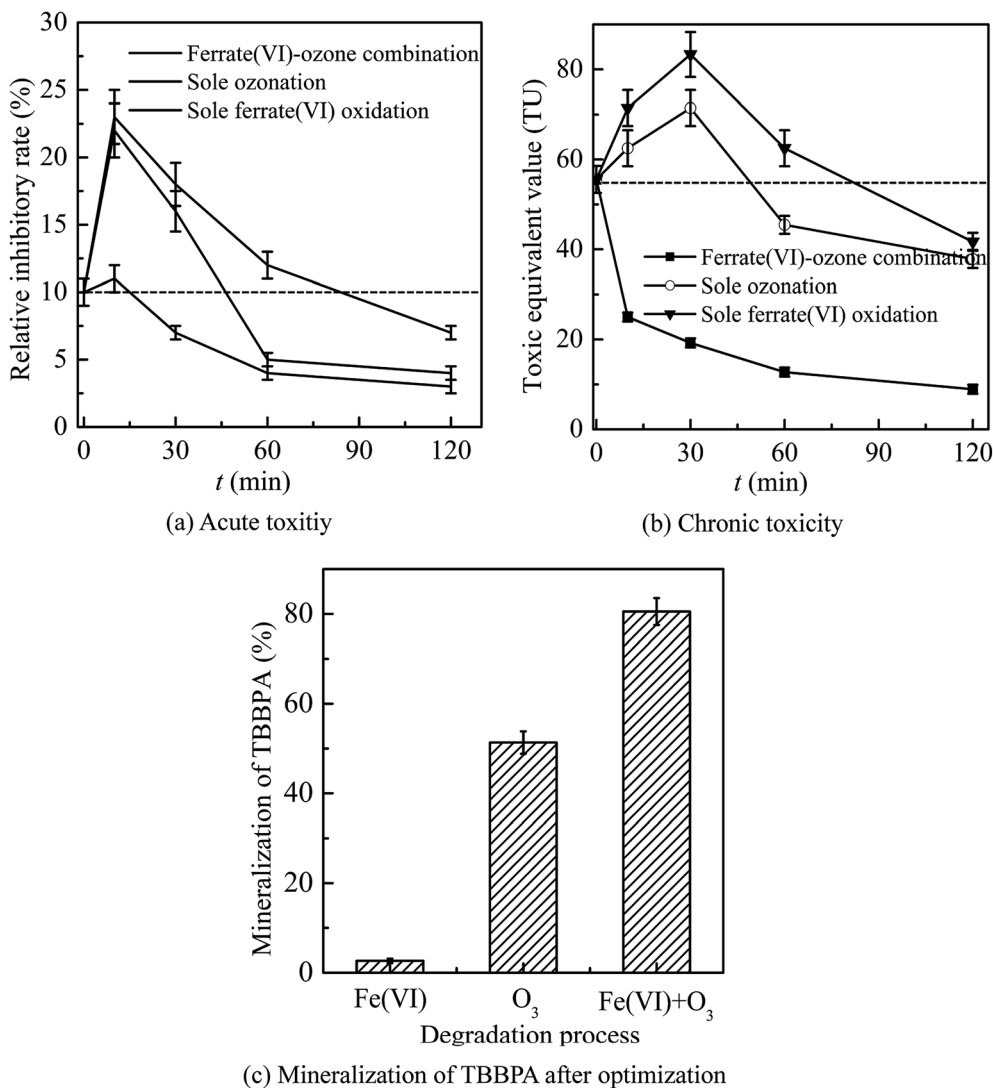 30
25
20
15
10
5
0
Relative inhibitory rate (%)
Ferrate(VI)-ozone combination
Sole ozonation
Sole ferrate(VI) oxidation
0 30 60 90 120
t (min)
(a) Acute toxitiy
80
60
40
20
0
Toxic equivalent value (TU)
Ferrate(VI)-ozone combination
Sole ozonation
Sole ferrate(VI) oxidation
0 30 60 90 120
t (min)
(b) Chronic toxicity
80
60
40
20
0
Mineralization of TBBPA (%)
Fe(VI) O3 Fe(VI)+O3
Degradation process
(c) Mineralization of TBBPA after optimization